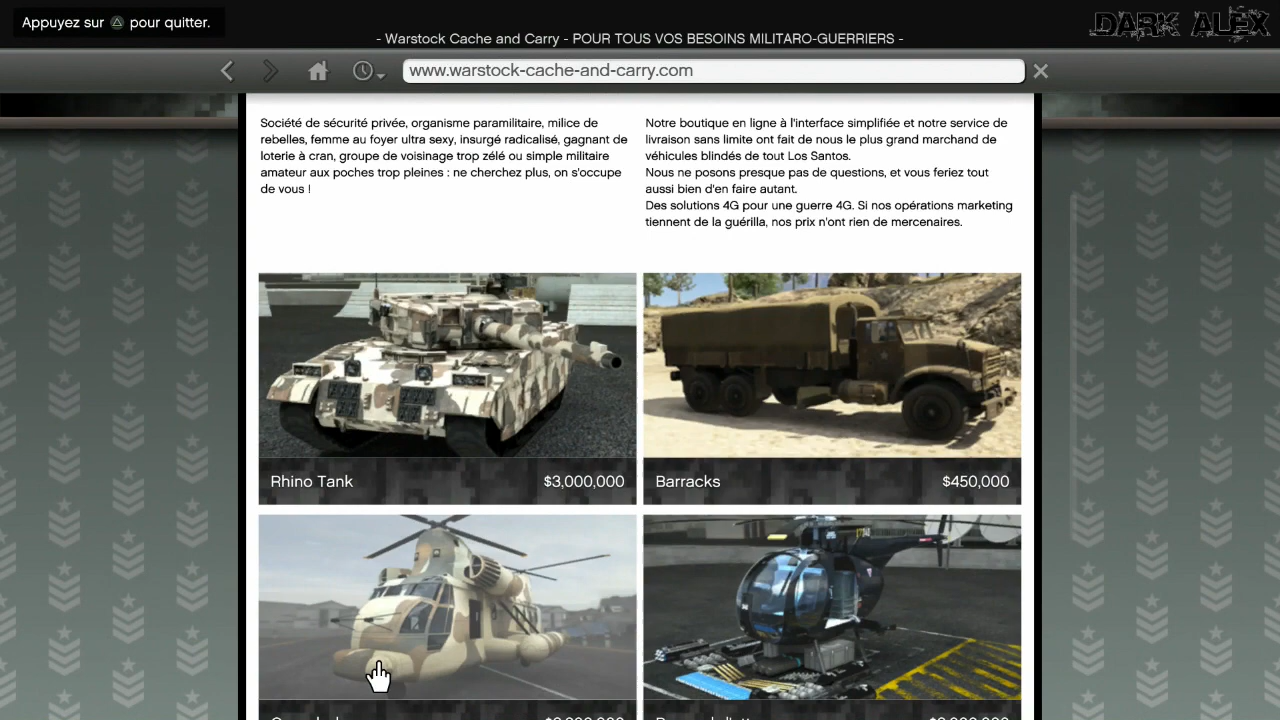 Appuyez sur pour quitter.
DARK ALEX
- Warstock Cache and Carry - POUR TOUS VOS BESOINS MILITARO-GUERRIERS -
www.warstock-cache-and-carry.com
Société de sécurité privée, organisme paramilitaire, milice de
rebelles, femme au foyer ultra sexy, insurgé radicalisé, gagnant de
loterie à cran, groupe de voisinage trop zélé ou simple militaire
amateur aux poches trop pleines : ne cherchez plus, on s'occupe
de vous !
Notre boutique en ligne à l'interface simplifiée et notre service de
livraison sans limite ont fait de nous le plus grand marchand de
véhicules blindés de tout Los Santos.
Nous ne posons presque pas de questions, et vous feriez tout
aussi bien d'en faire autant.
Des solutions 4G pour une guerre 4G. Si nos opérations marketing
tiennent de la guérilla, nos prix n'ont rien de mercenaires.
Rhino Tank
$3,000,000
Barracks
$450,000